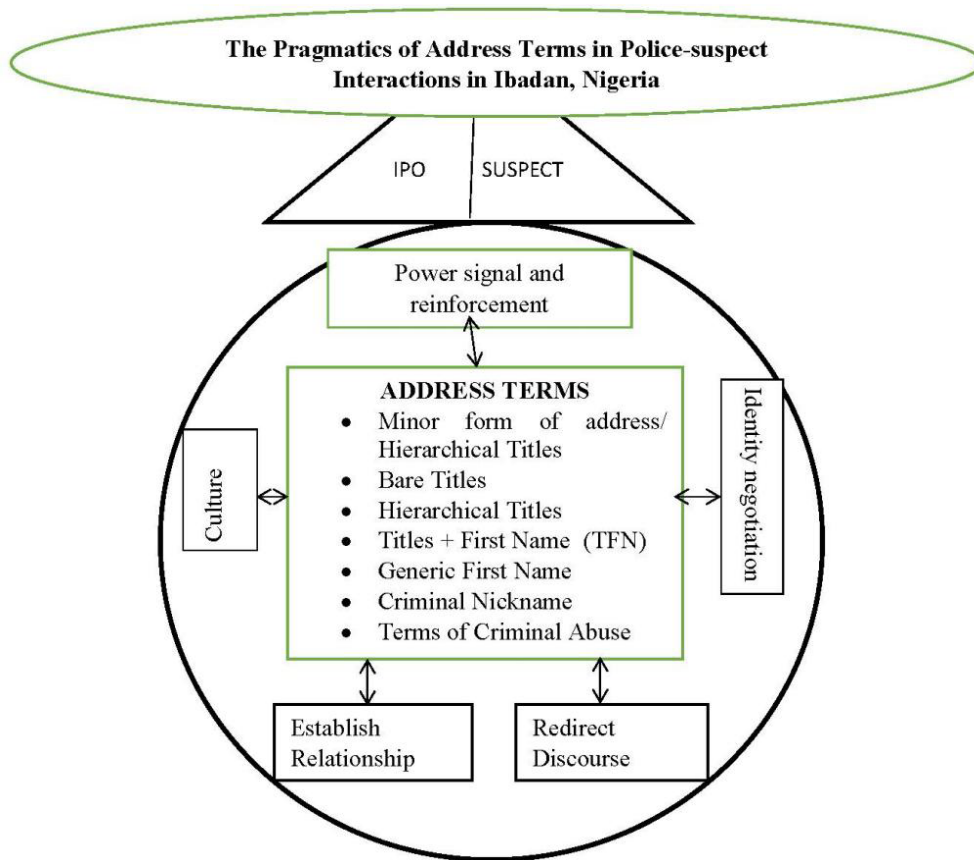 The Pragmatics of Address Terms in Police-suspect
Interactions in Ibadan, Nigeria
IPO
SUSPECT
Power signal and
reinforcement
ADDRESS TERMS
• Minor form of address/
Hierarchical Titles
• Bare Titles
• Hierarchical Titles
• Titles + First Name (TFN)
• Generic First Name
• Criminal Nickname
• Terms of Criminal Abuse
Culture
Identity negotiation
Establish
Relationship
Redirect
Discourse